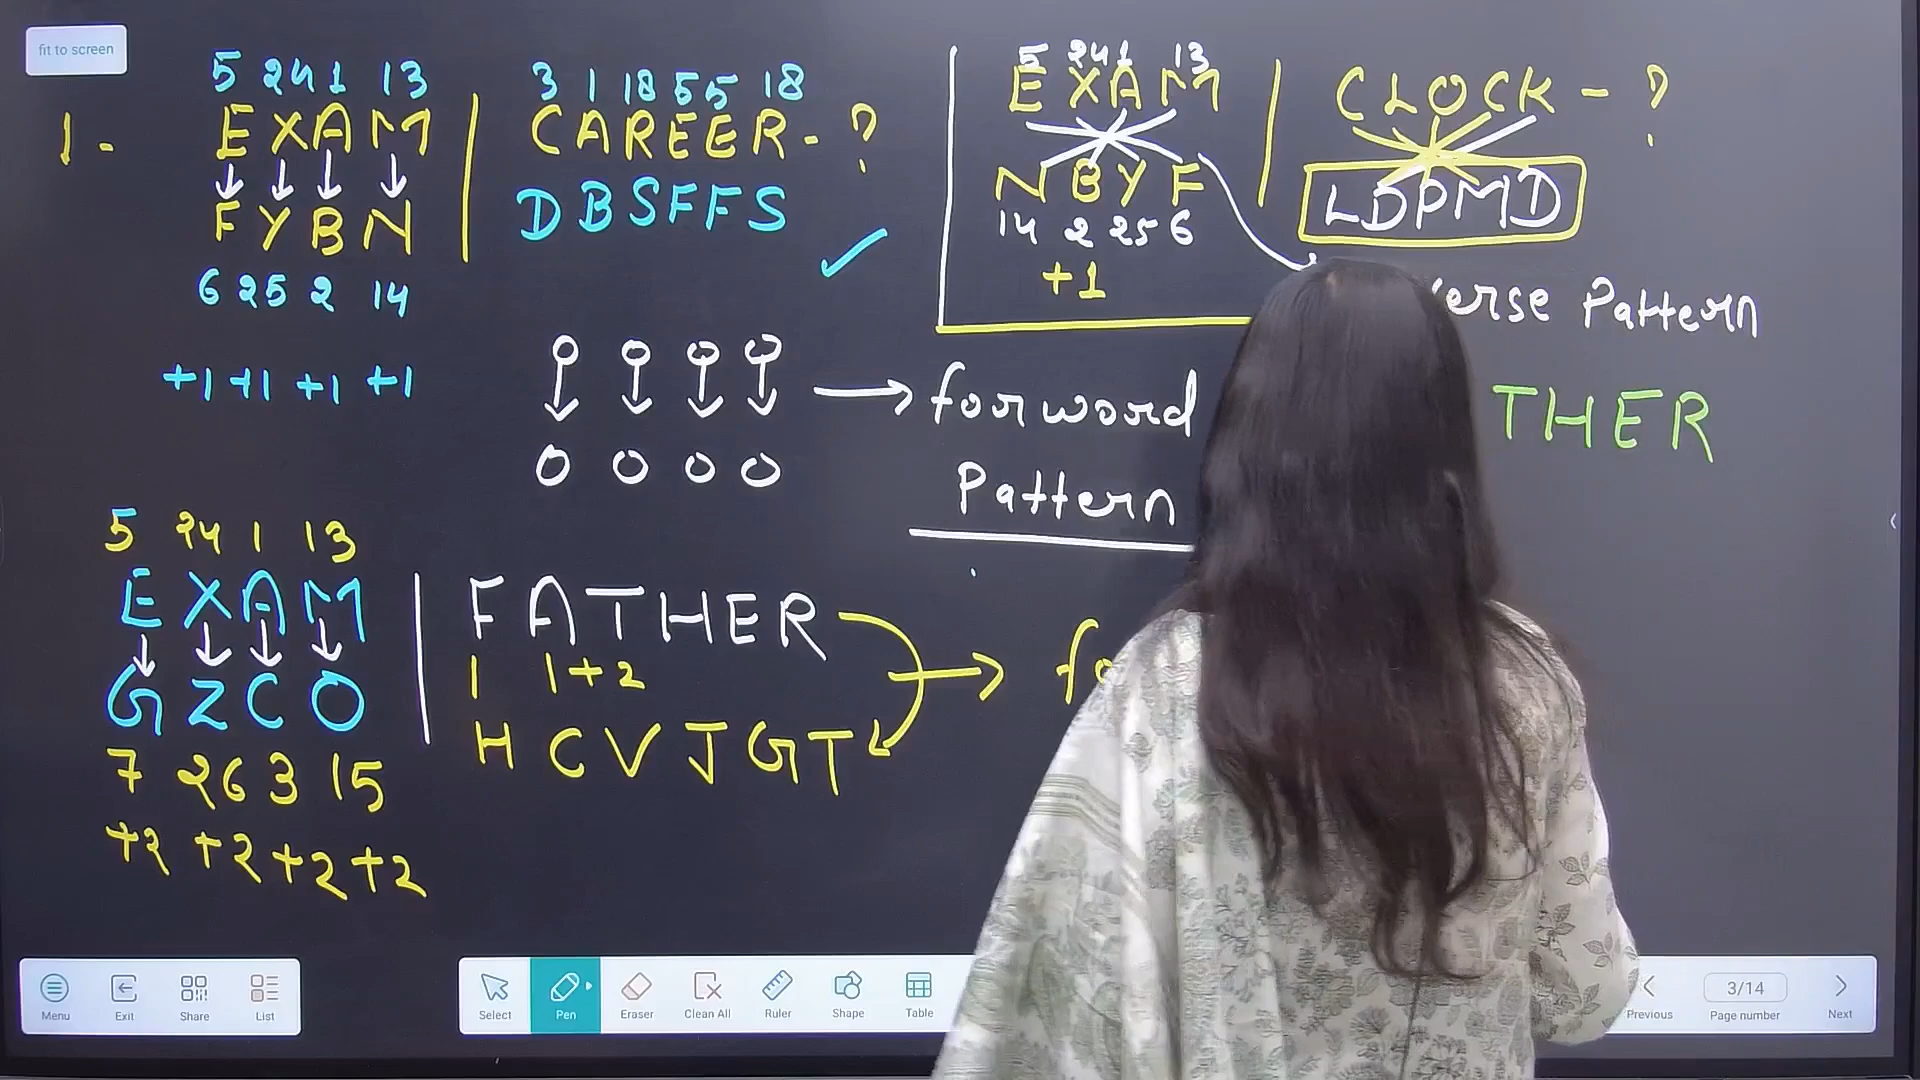 fit to screen
5 24 1 13
1- EXAM
FYBN
6 25 2 14
+1 +1 +1 +1
3 1 18 5 5 18
CAREER - ?
DBSFFS
5 24 1 13
EXAM
NBYF
14 2 25 6
+1
CLOCK - ?
LDPMD
erse Pattern
forword
Pattern
THER
5 24 1 13
EXAM
GZCO
7 26 3 15
+2 +2 +2 +2
FATHER
1 1+2
HCVJGT
fo
Menu Exit Share List
Select Pen Eraser Clean All Ruler Shape Table
Previous 3/14 Page number Next